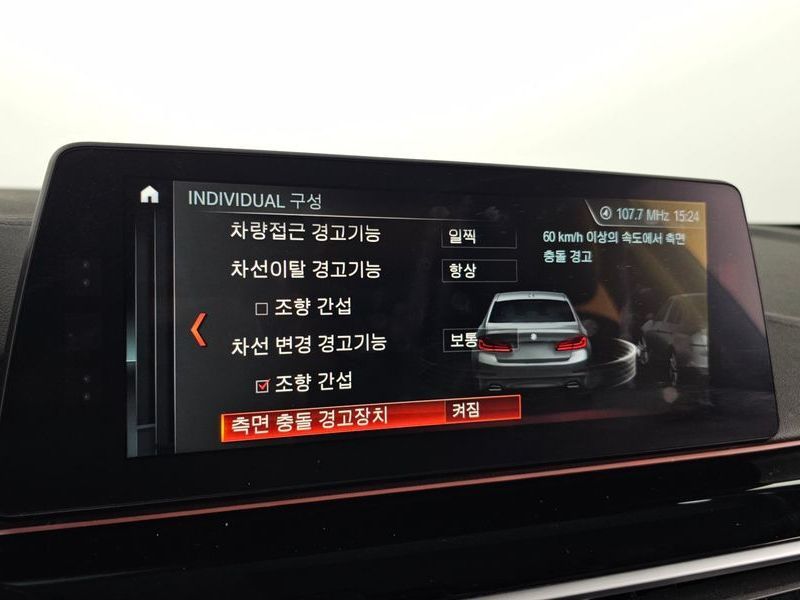 INDIVIDUAL 구성
107.7 MHz 15:24
차량접근 경고기능 일찍
60 km/h 이상의 속도에서 측면
충돌 경고
차선이탈 경고기능 항상
조향 간섭
차선 변경 경고기능 보통
조향 간섭
측면 충돌 경고장치 켜짐